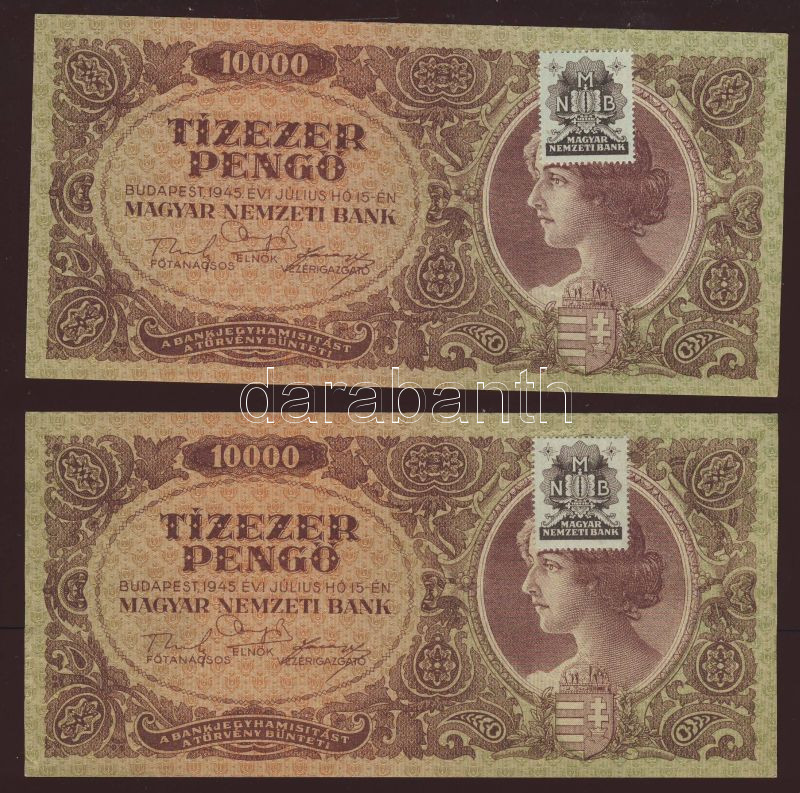 10000
TÍZEZER
PENGŐ
BUDAPEST, 1945. ÉVI JÚLIUS HÓ 15-ÉN
MAGYAR NEMZETI BANK
FŐTANÁCSOS ELNÖK VEZÉRIGAZGATÓ
A BANKJEGYHAMISÍTÁST
A TÖRVÉNY BÜNTETI
M
N B
MAGYAR
NEMZETI BANK
darabanth
10000
TÍZEZER
PENGŐ
BUDAPEST, 1945. ÉVI JÚLIUS HÓ 15-ÉN
MAGYAR NEMZETI BANK
FŐTANÁCSOS ELNÖK VEZÉRIGAZGATÓ
A BANKJEGYHAMISÍTÁST
A TÖRVÉNY BÜNTETI
M
N B
MAGYAR
NEMZETI BANK